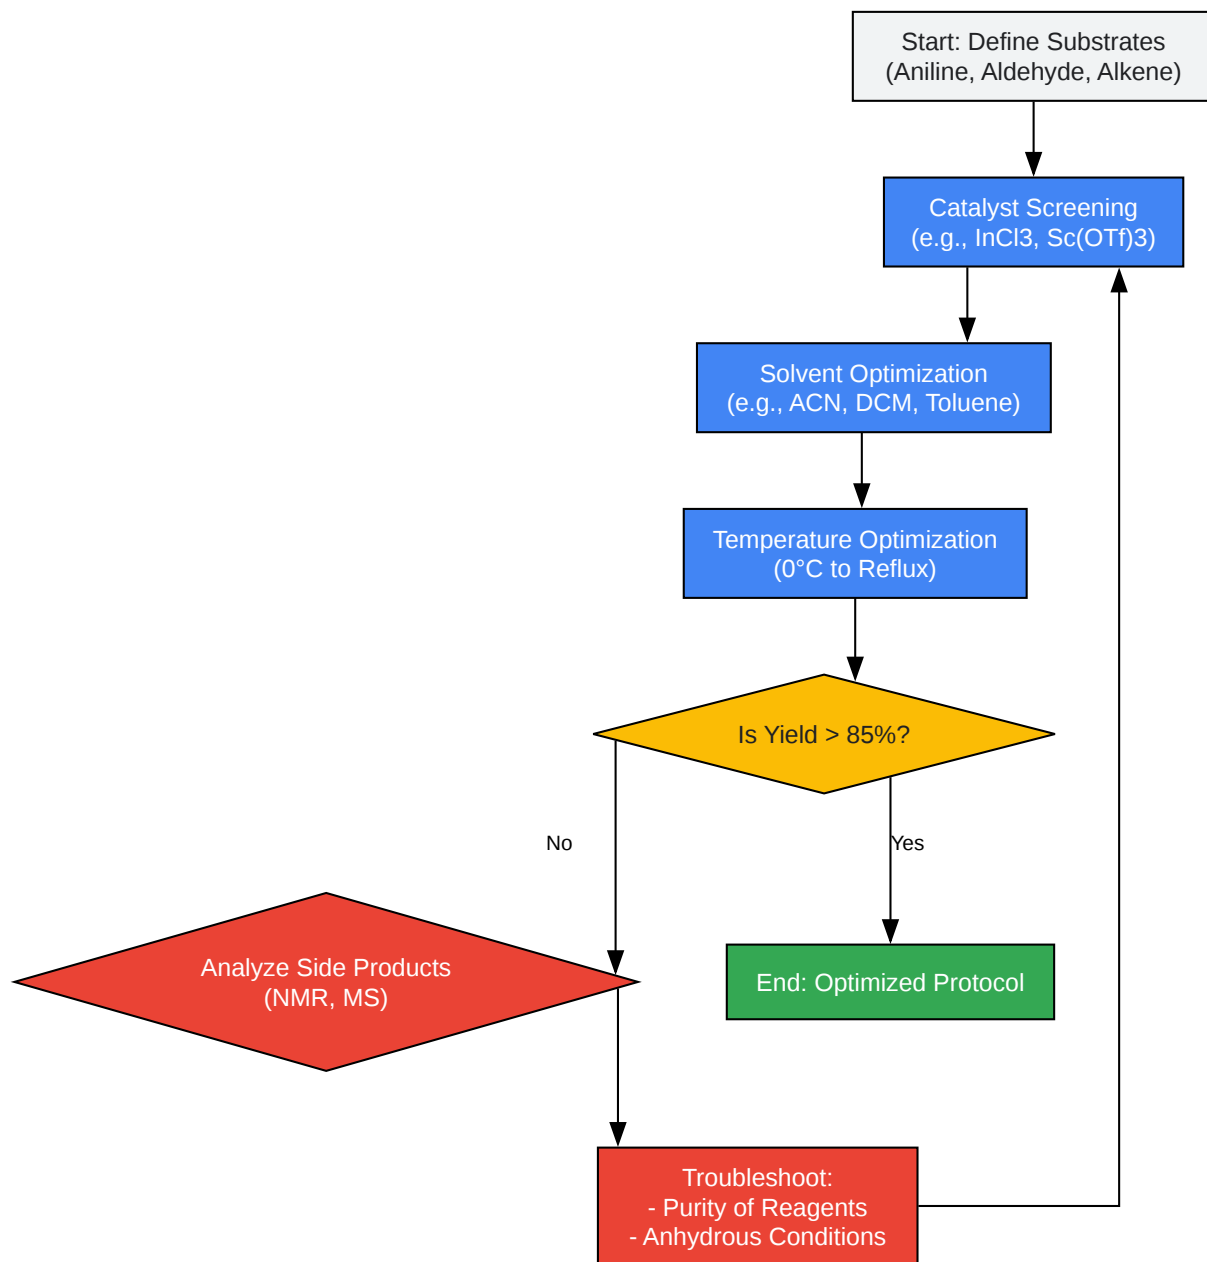 Start: Define Substrates
(Aniline, Aldehyde, Alkene)
Catalyst Screening
(e.g., InCl3, Sc(OTf)3)
Solvent Optimization
(e.g., ACN, DCM, Toluene)
Temperature Optimization
(0°C to Reflux)
Is Yield > 85%?
No
Yes
Analyze Side Products
(NMR, MS)
End: Optimized Protocol
Troubleshoot:
- Purity of Reagents
- Anhydrous Conditions